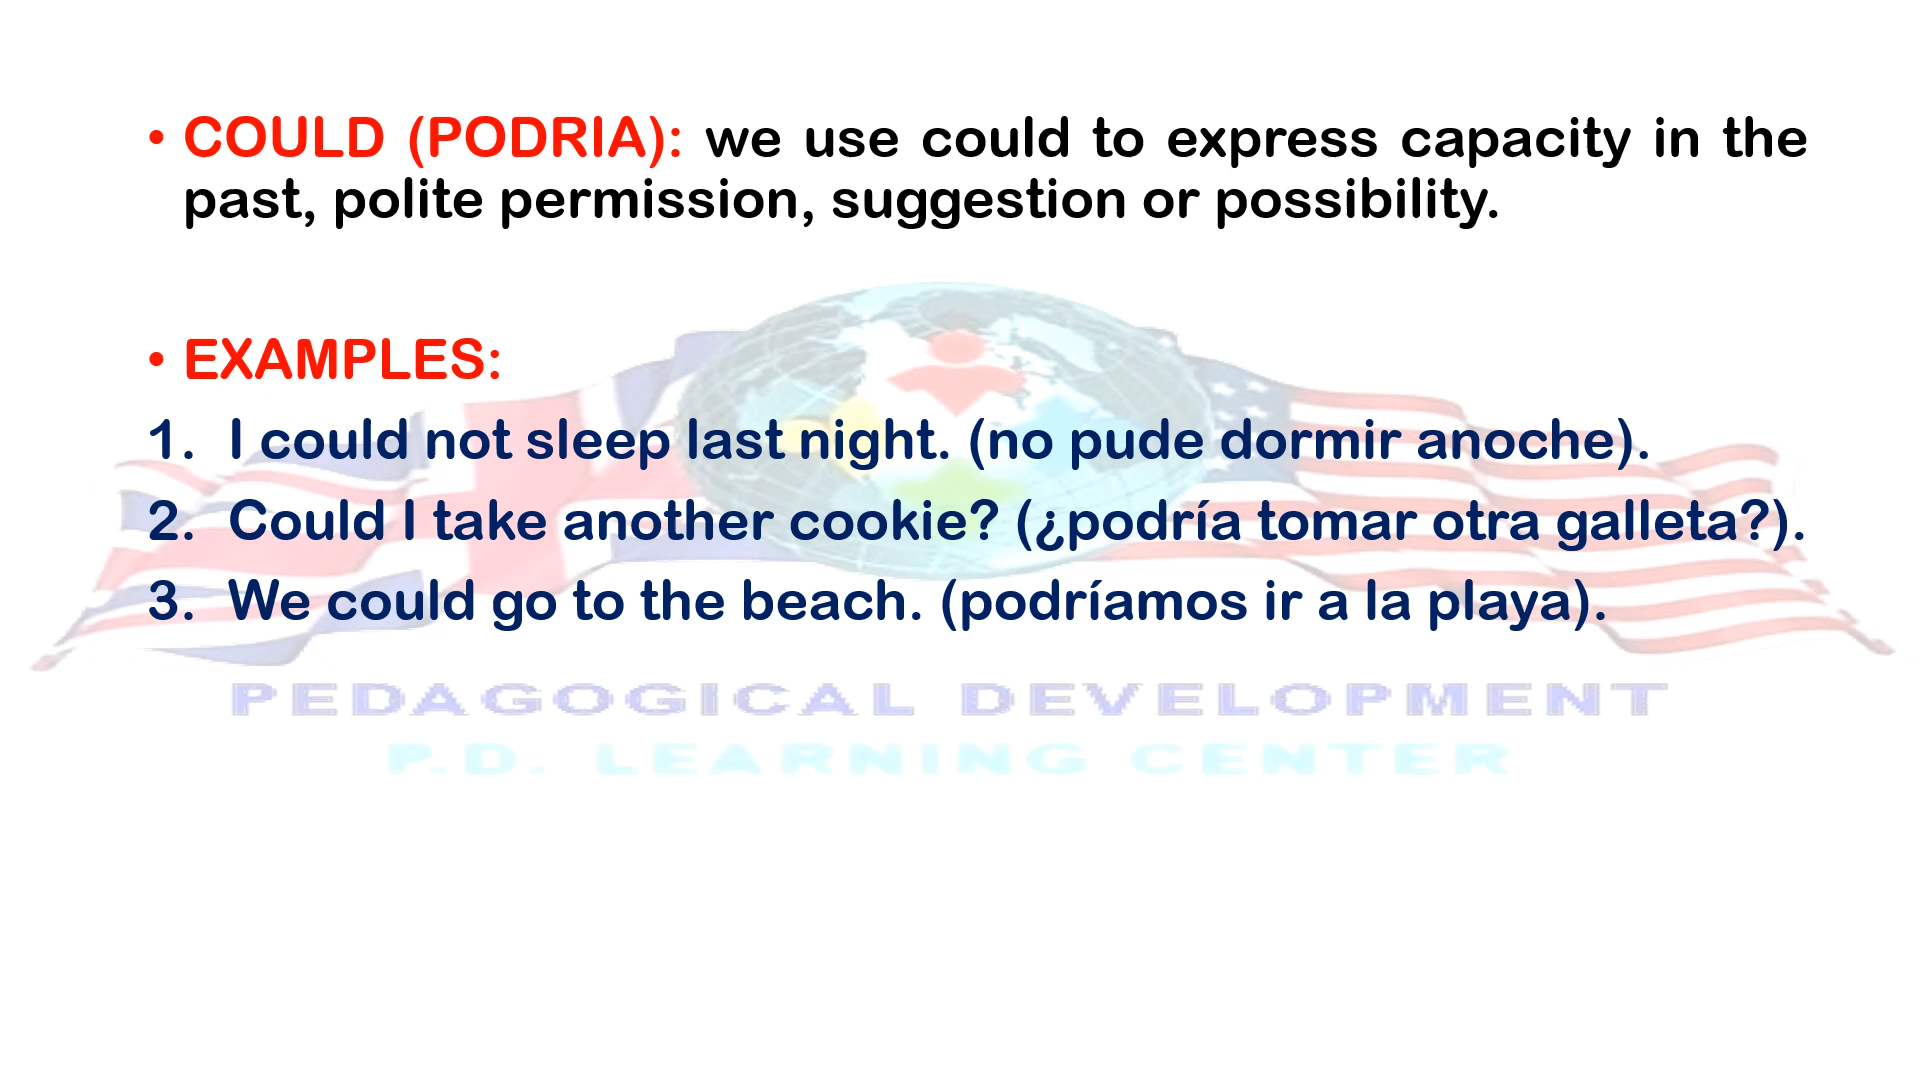 • COULD (PODRIA): we use could to express capacity in the
past, polite permission, suggestion or possibility.
• EXAMPLES:
1. I could not sleep last night. (no pude dormir anoche).
2. Could I take another cookie? (¿podría tomar otra galleta?).
3. We could go to the beach. (podríamos ir a la playa).
PEDAGOGICAL DEVELOPMENT
P.D. LEARNING CENTER